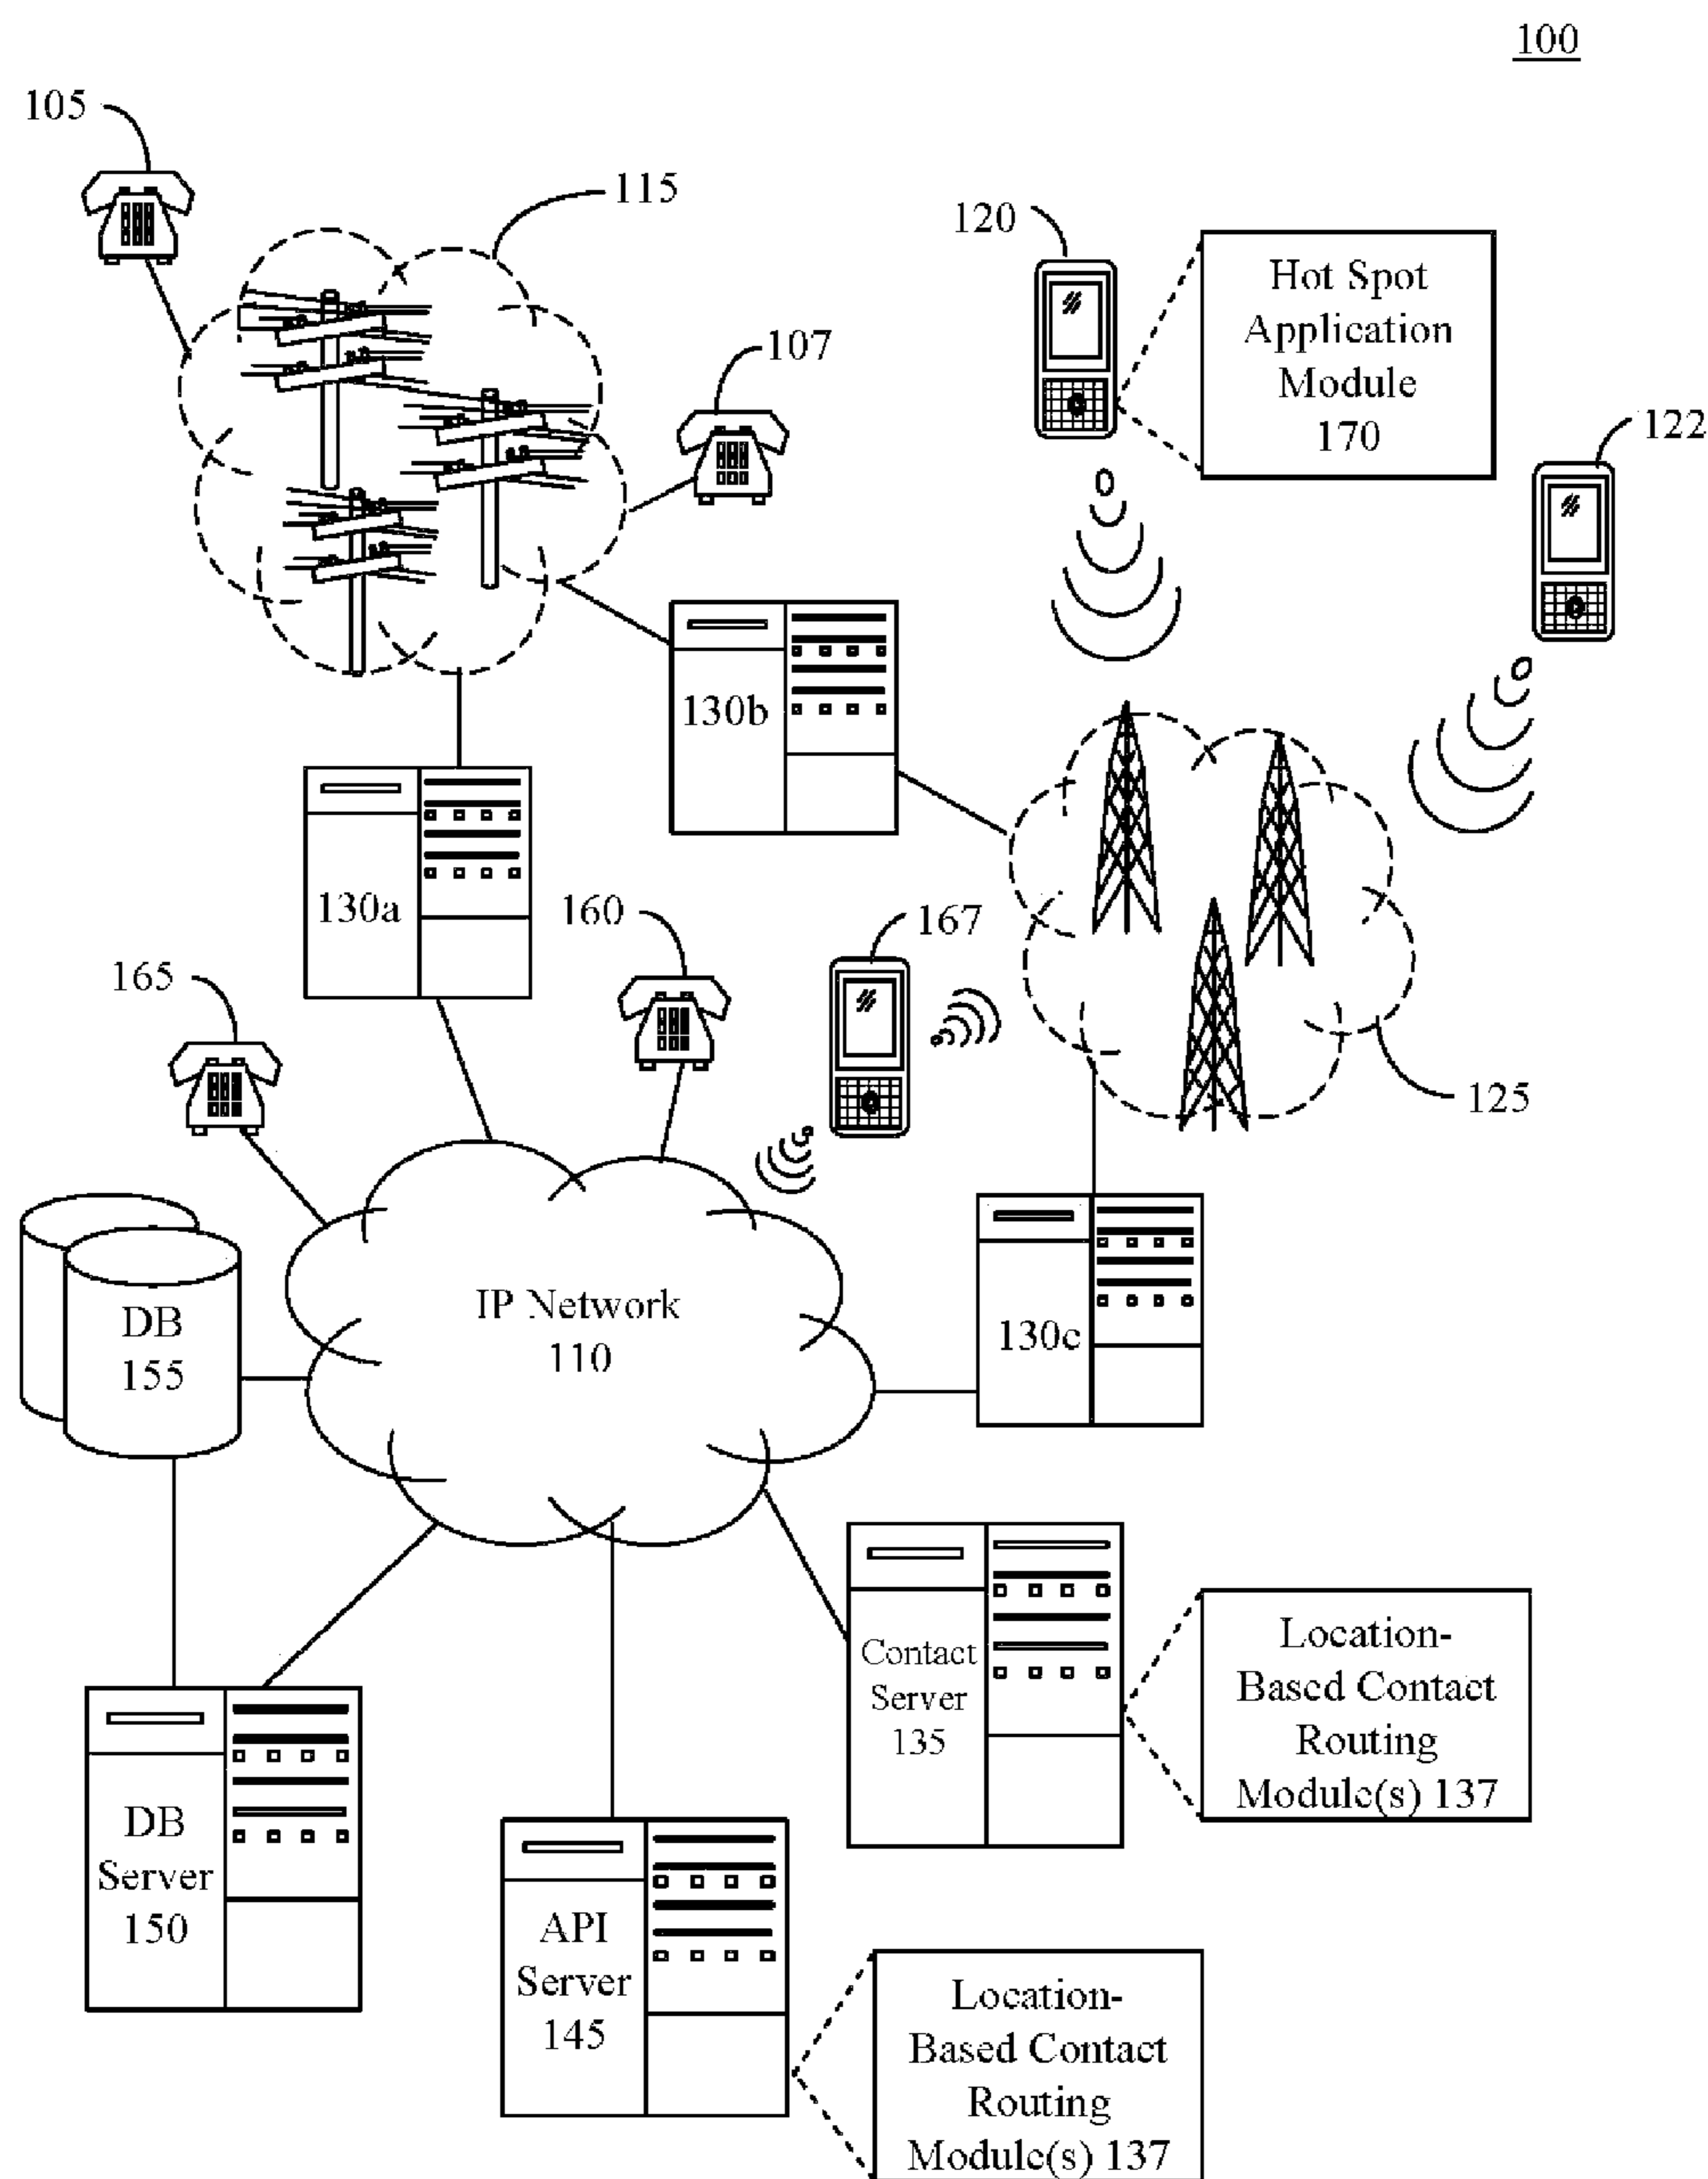 100
105
115
120
Hot Spot
Application
Module
170
107
122
130b
130a
160
167
165
125
IP Network
110
DB
155
130c
Contact
Server
135
Location-
Based Contact
Routing
Module(s) 137
DB
Server
150
API
Server
145
Location-
Based Contact
Routing
Module(s) 137